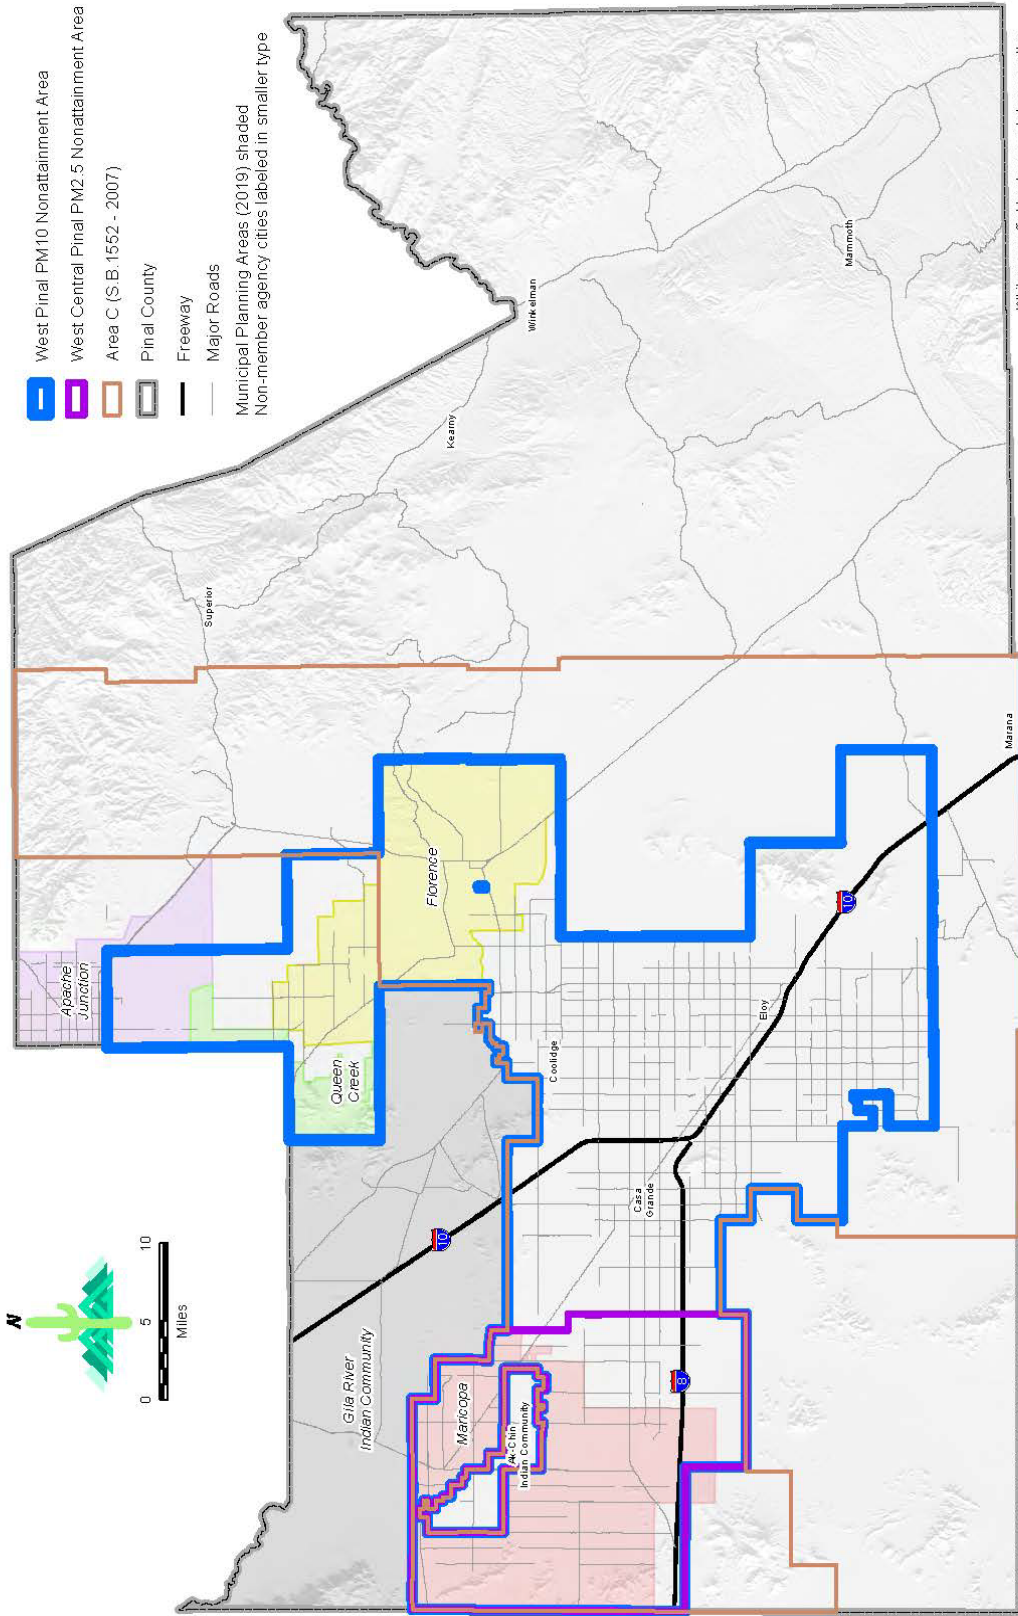 West Pinal PM10 Nonattainment Area
West Central Pinal PM2.5 Nonattainment Area
Area C (S.B.1552 - 2007)
Pinal County
Freeway
Major Roads
Municipal Planning Areas (2019) shaded
Non-member agency cities labeled in smaller type
N
0 5 10
Miles
Apache
Junction
Queen
Creek
Superior
Gila River
Indian Community
Florence
Kearny
Winkelman
10
Maricopa
Ak-Chin
Indian Community
Coolidge
Casa
Grande
Eloy
8
10
Mammoth
Marana